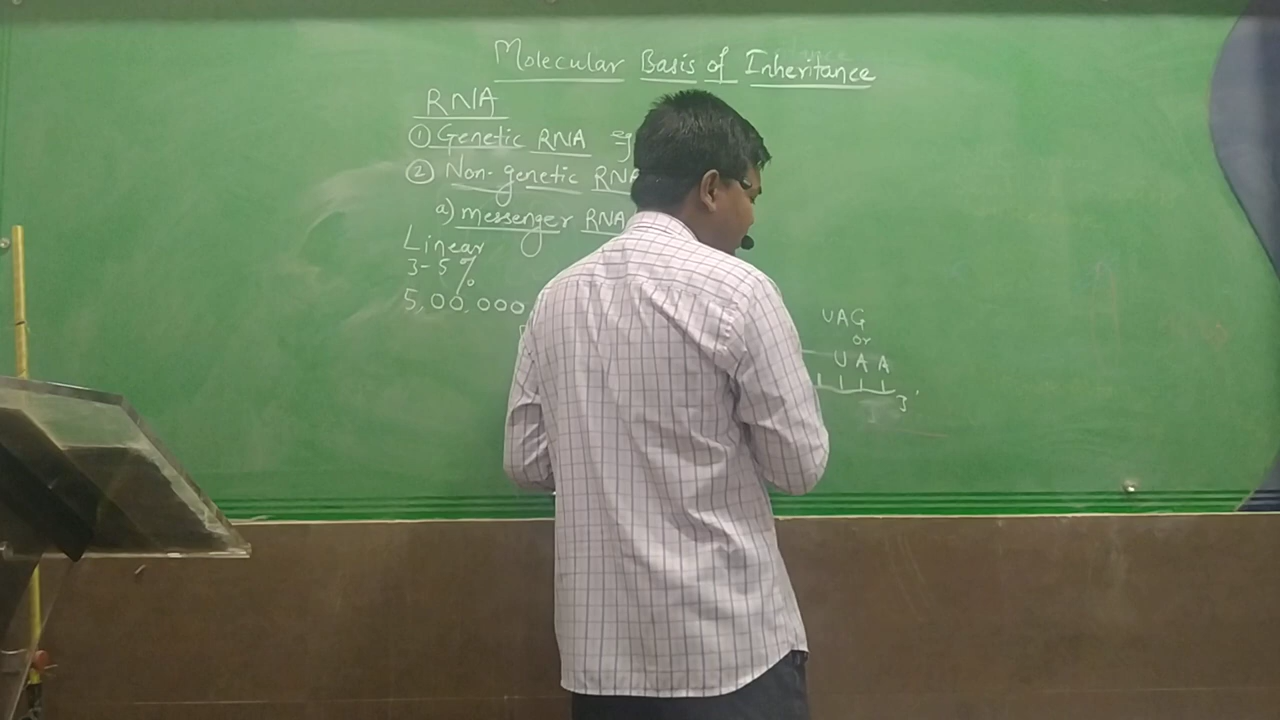 Molecular Basis of Inheritance
RNA
① Genetic RNA eg
② Non-genetic RNA
a) messenger RNA
Linear
3-5%
5,00,000
UAG
or
U A A
3'